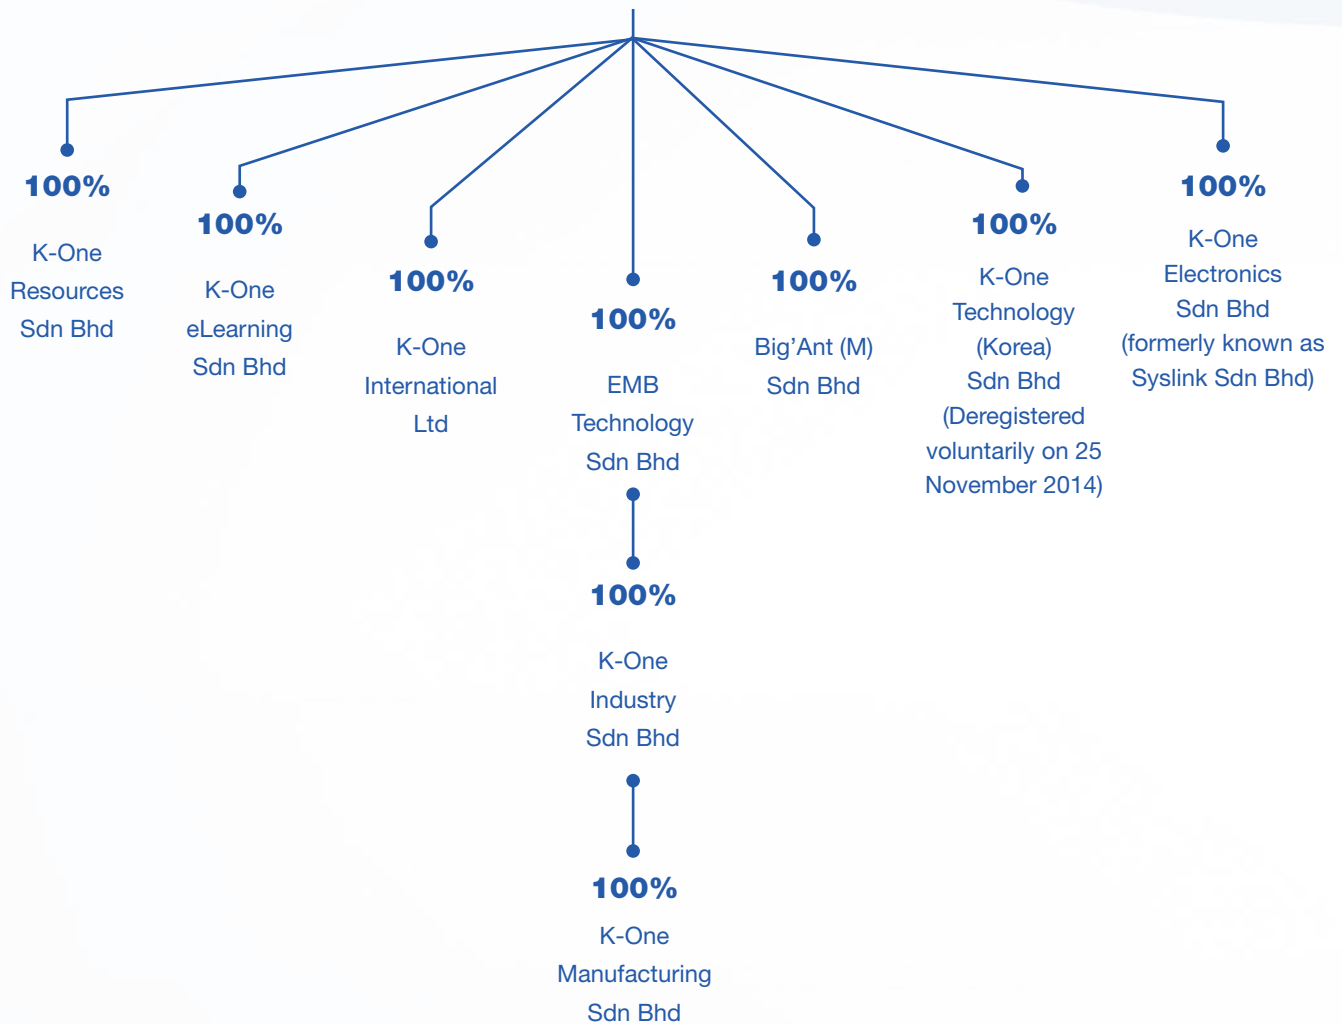 100%
K-One
Resources
Sdn Bhd
100%
K-One
eLearning
Sdn Bhd
100%
K-One
International
Ltd
100%
EMB
Technology
Sdn Bhd
100%
K-One
Industry
Sdn Bhd
100%
K-One
Manufacturing
Sdn Bhd
100%
Big’Ant (M)
Sdn Bhd
100%
K-One
Technology
(Korea)
Sdn Bhd
(Deregistered
voluntarily on 25
November 2014)
100%
K-One
Electronics
Sdn Bhd
(formerly known as
Syslink Sdn Bhd)